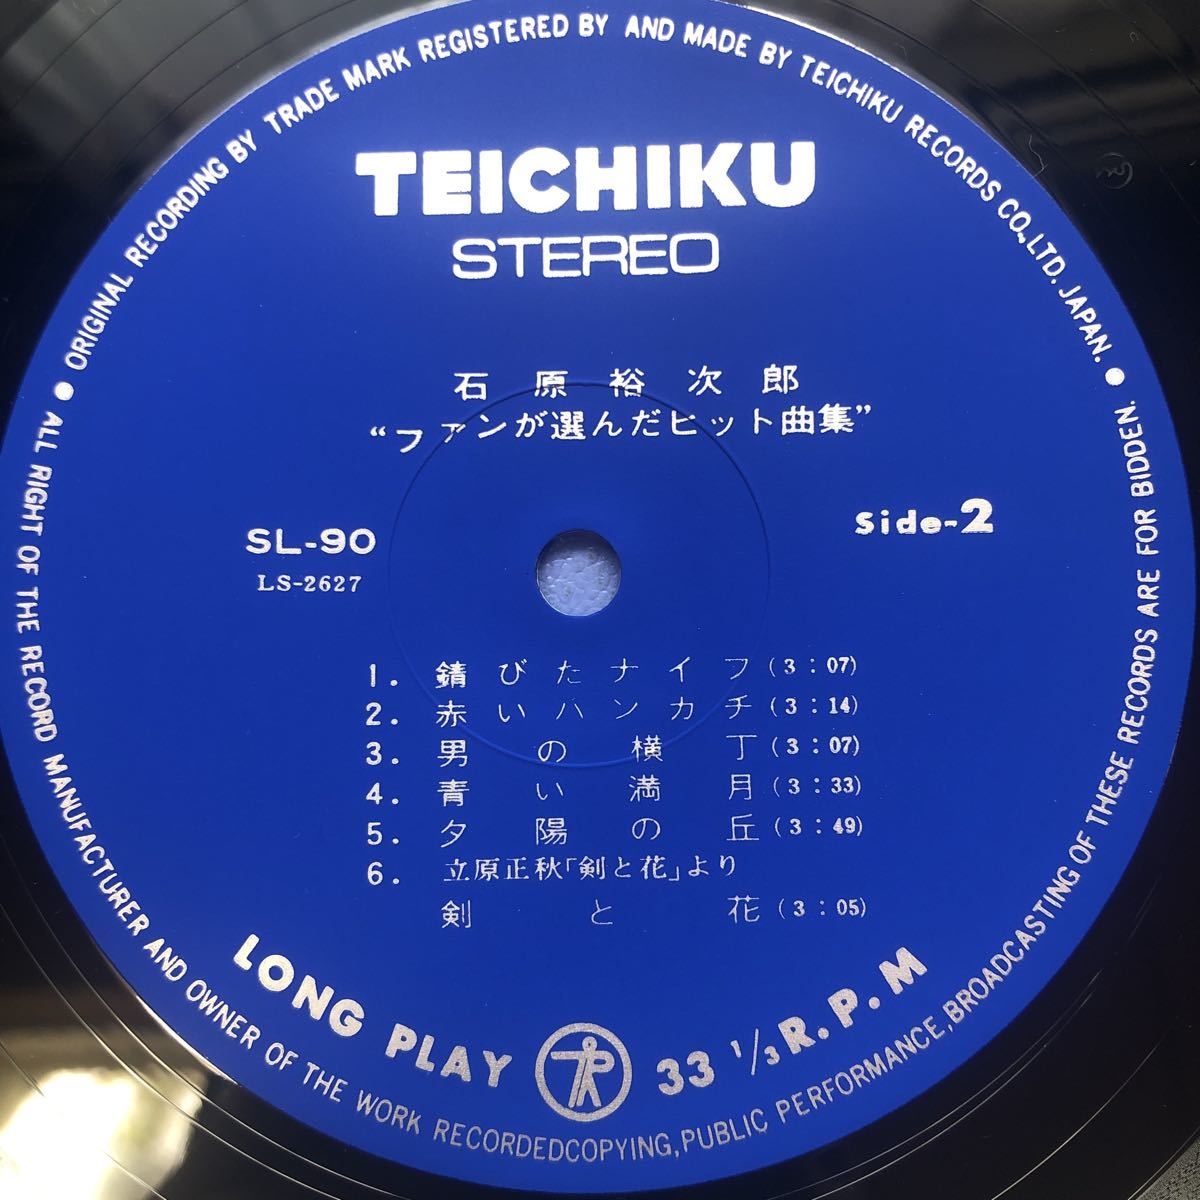 ORIGINAL RECORDING BY TRADE MARK REGISTERED BY AND MADE BY TEICHIKU RECORDS CO., LTD. JAPAN.
TEICHIKU
STEREO
石原裕次郎
“ファンが選んだヒット曲集”
SL-90
LS-2627
Side-2
1. 錆びたナイフ (3:07)
2. 赤いハンカチ (3:14)
3. 男の横丁 (3:07)
4. 青い満月 (3:33)
5. 夕陽の丘 (3:49)
6. 立原正秋「剣と花」より
剣と花 (3:05)
LONG PLAY 33 1/3 R.P.M
ALL RIGHT OF THE RECORD MANUFACTURER AND OWNER OF THE WORK RECORDEDCOPYING, PUBLIC PERFORMANCE, BROADCASTING OF THESE RECORDS ARE FOR BIDDEN.